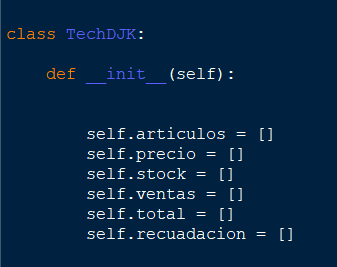 class TechDJK:
def __init__(self):
self.articulos = []
self.precio = []
self.stock = []
self.ventas = []
self.total = []
self.recuadacion = []